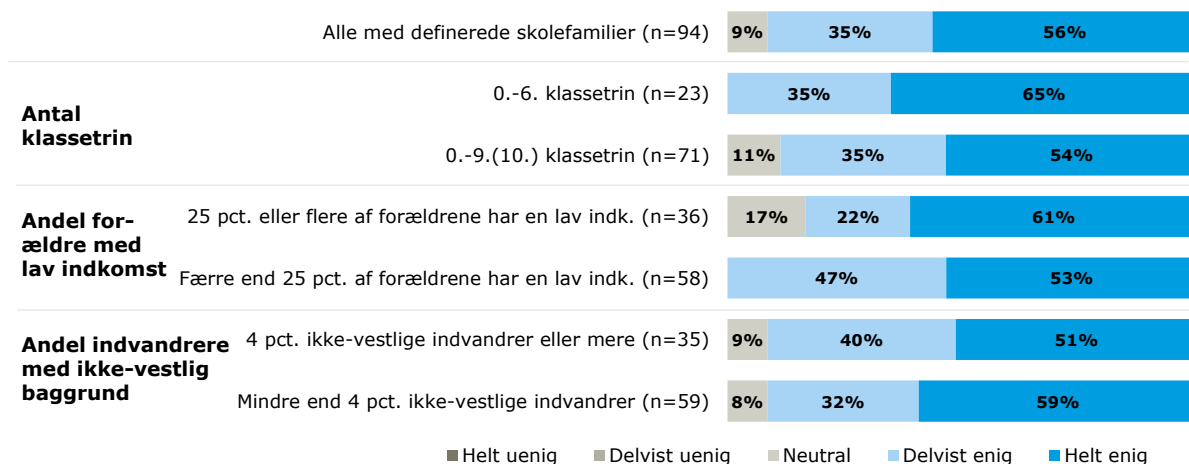 Alle med definerede skolefamilier (n=94) 9% 35% 56%
Antal
klassetrin
0.-6. klassetrin (n=23) 35% 65%
0.-9.(10.) klassetrin (n=71) 11% 35% 54%
Andel for-
ældre med
lav indkomst
25 pct. eller flere af forældrene har en lav indk. (n=36) 17% 22% 61%
Færre end 25 pct. af forældrene har en lav indk. (n=58) 47% 53%
Andel indvandrere
med ikke-vestlig
baggrund
4 pct. ikke-vestlige indvandrer eller mere (n=35) 9% 40% 51%
Mindre end 4 pct. ikke-vestlige indvandrer (n=59) 8% 32% 59%
Helt uenig Delvist uenig Neutral Delvist enig Helt enig